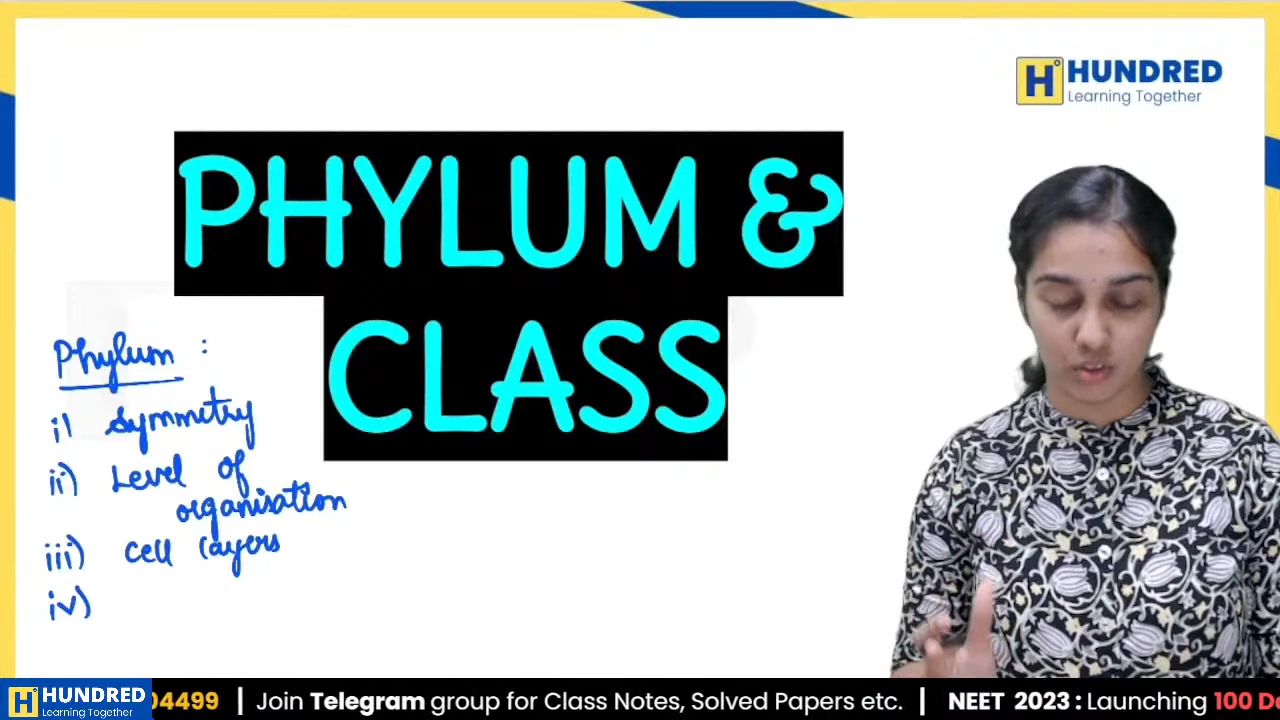 HUNDRED
Learning Together
PHYLUM &
CLASS
Phylum :
i) Symmetry
ii) Level of
organisation
iii) cell layers
iv)
HUNDRED
Learning Together
04499 | Join Telegram group for Class Notes, Solved Papers etc. | NEET 2023 : Launching 100